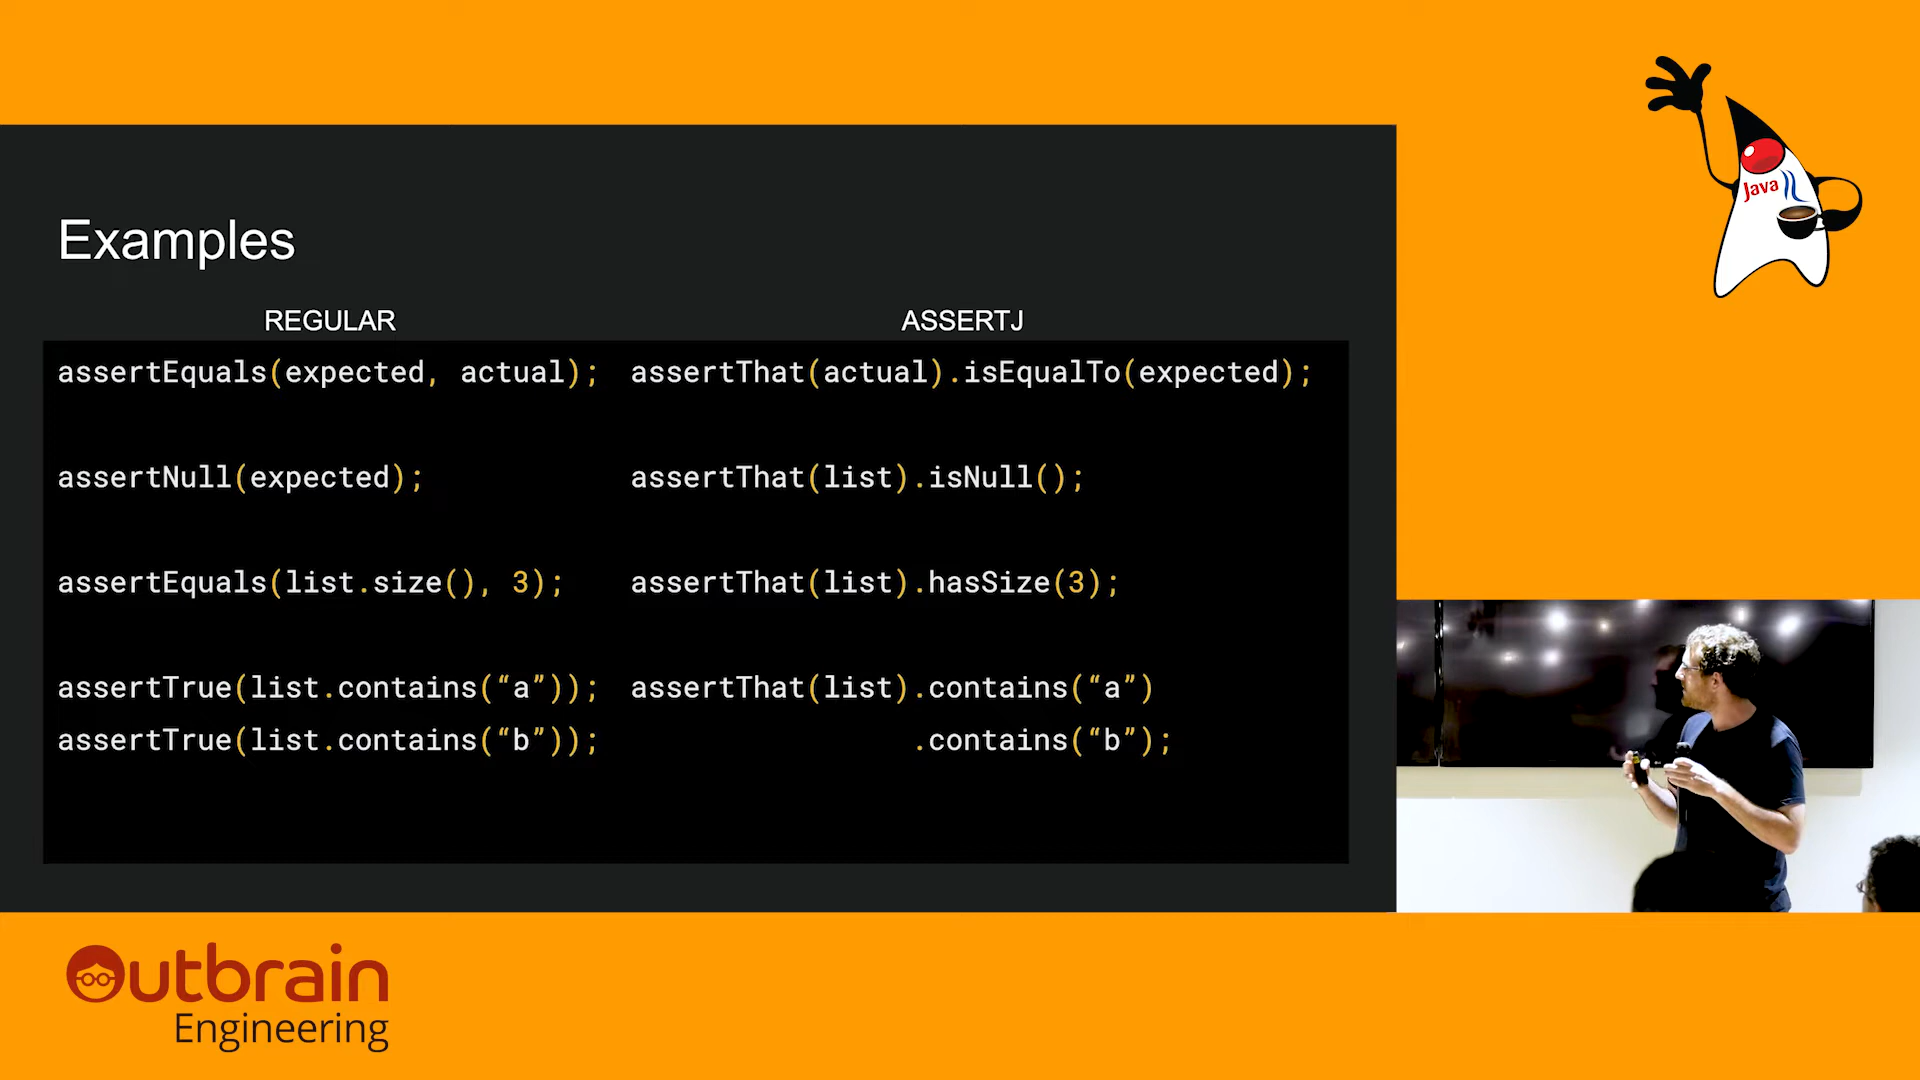 Java
Examples
REGULAR ASSERTJ
assertEquals(expected, actual); assertThat(actual).isEqualTo(expected);
assertNull(expected); assertThat(list).isNull();
assertEquals(list.size(), 3); assertThat(list).hasSize(3);
assertTrue(list.contains(“a”)); assertThat(list).contains(“a”)
assertTrue(list.contains(“b”)); .contains(“b”);
Outbrain
Engineering